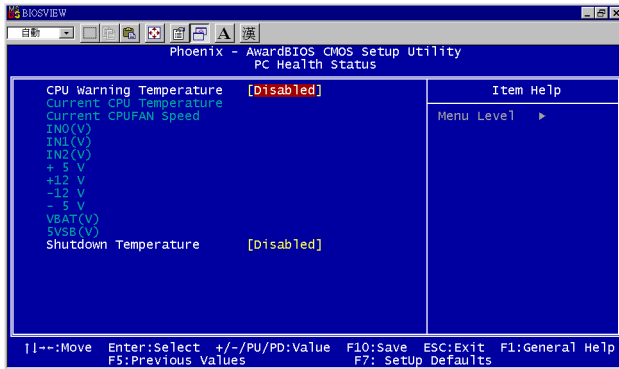 BIOSVIEW
自動 A 漢
Phoenix - AwardBIOS CMOS Setup Utility
PC Health Status
CPU Warning Temperature [Disabled]
Current CPU Temperature
Current CPUFAN Speed
IN0(V)
IN1(V)
IN2(V)
+ 5 V
+12 V
-12 V
- 5 V
VBAT(V)
5VSB(V)
Shutdown Temperature [Disabled]
Item Help
Menu Level ▶
↑↓→←:Move Enter:Select +/-/PU/PD:Value F10:Save ESC:Exit F1:General Help
F5:Previous Values F7: SetUp Defaults